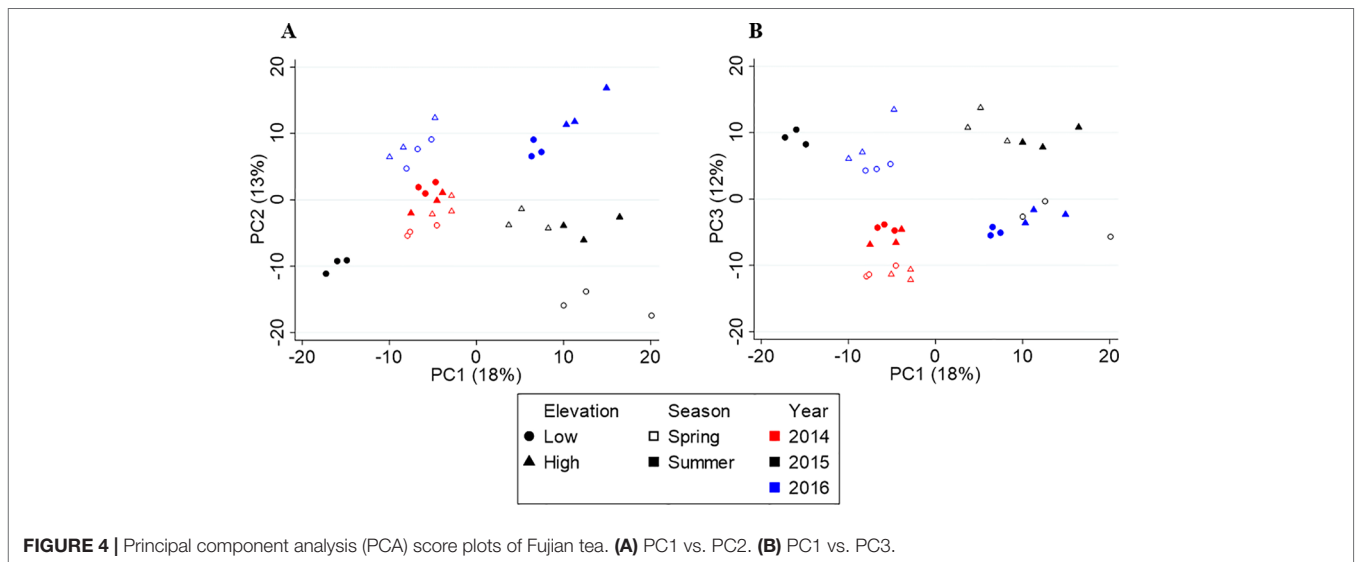 A
20
10
0
-10
-20
PC2 (13%)
-20 -10 0 10 20
PC1 (18%)
B
20
10
0
-10
-20
PC3 (12%)
-20 -10 0 10 20
PC1 (18%)
Elevation Season Year
Low Spring 2014
High Summer 2015
2016
FIGURE 4 | Principal component analysis (PCA) score plots of Fujian tea. (A) PC1 vs. PC2. (B) PC1 vs. PC3.